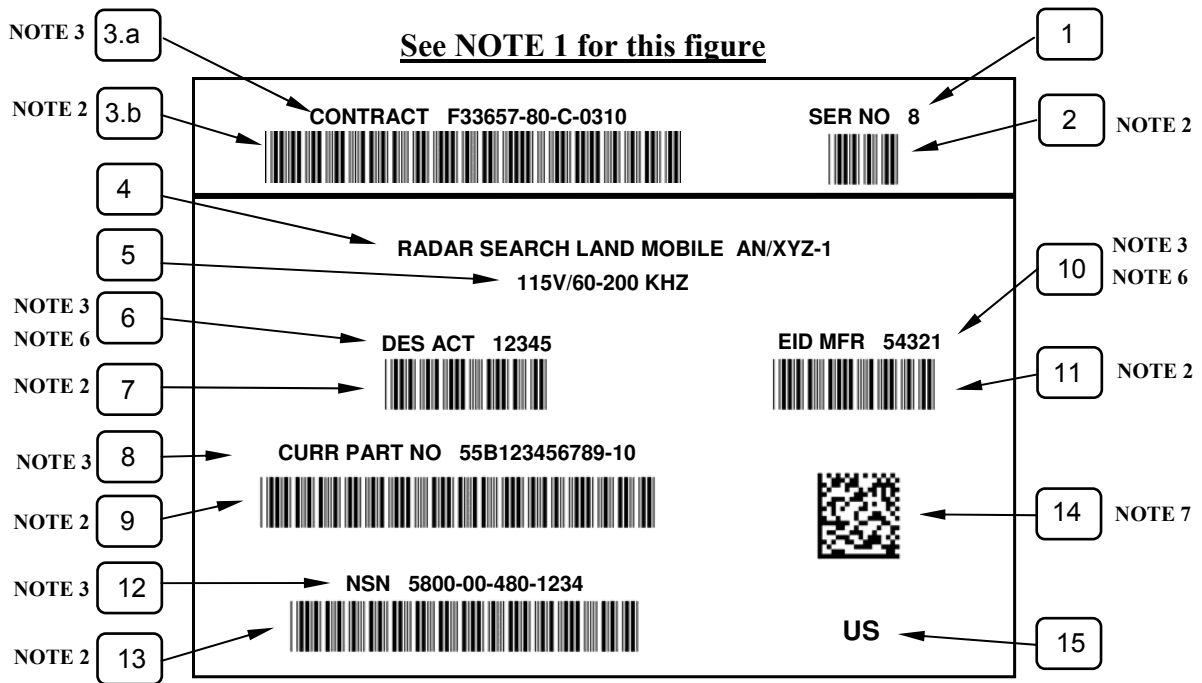 See NOTE 1 for this figure
NOTE 3 3.a
1
NOTE 2 3.b
CONTRACT F33657-80-C-0310
SER NO 8
2 NOTE 2
4
RADAR SEARCH LAND MOBILE AN/XYZ-1
5
115V/60-200 KHZ
10 NOTE 3
NOTE 6
NOTE 3
NOTE 6 6
DES ACT 12345
EID MFR 54321
NOTE 2 7
11 NOTE 2
NOTE 3 8
CURR PART NO 55B123456789-10
NOTE 2 9
14 NOTE 7
NOTE 3 12
NSN 5800-00-480-1234
NOTE 2 13
US
15